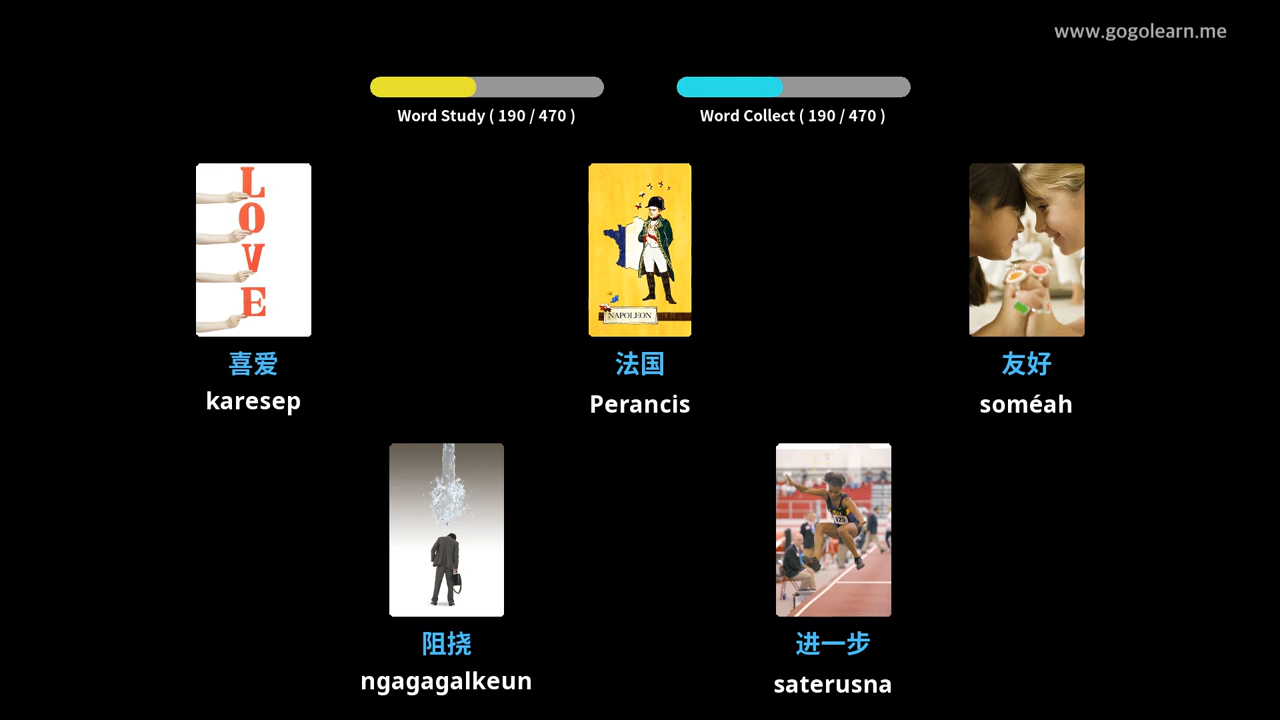 www.gogolearn.me
Word Study ( 190 / 470 )
Word Collect ( 190 / 470 )
L
O
V
E
NAPOLEON
喜爱
karesep
法国
Perancis
友好
soméah
阻挠
ngagagalkeun
进一步
saterusna